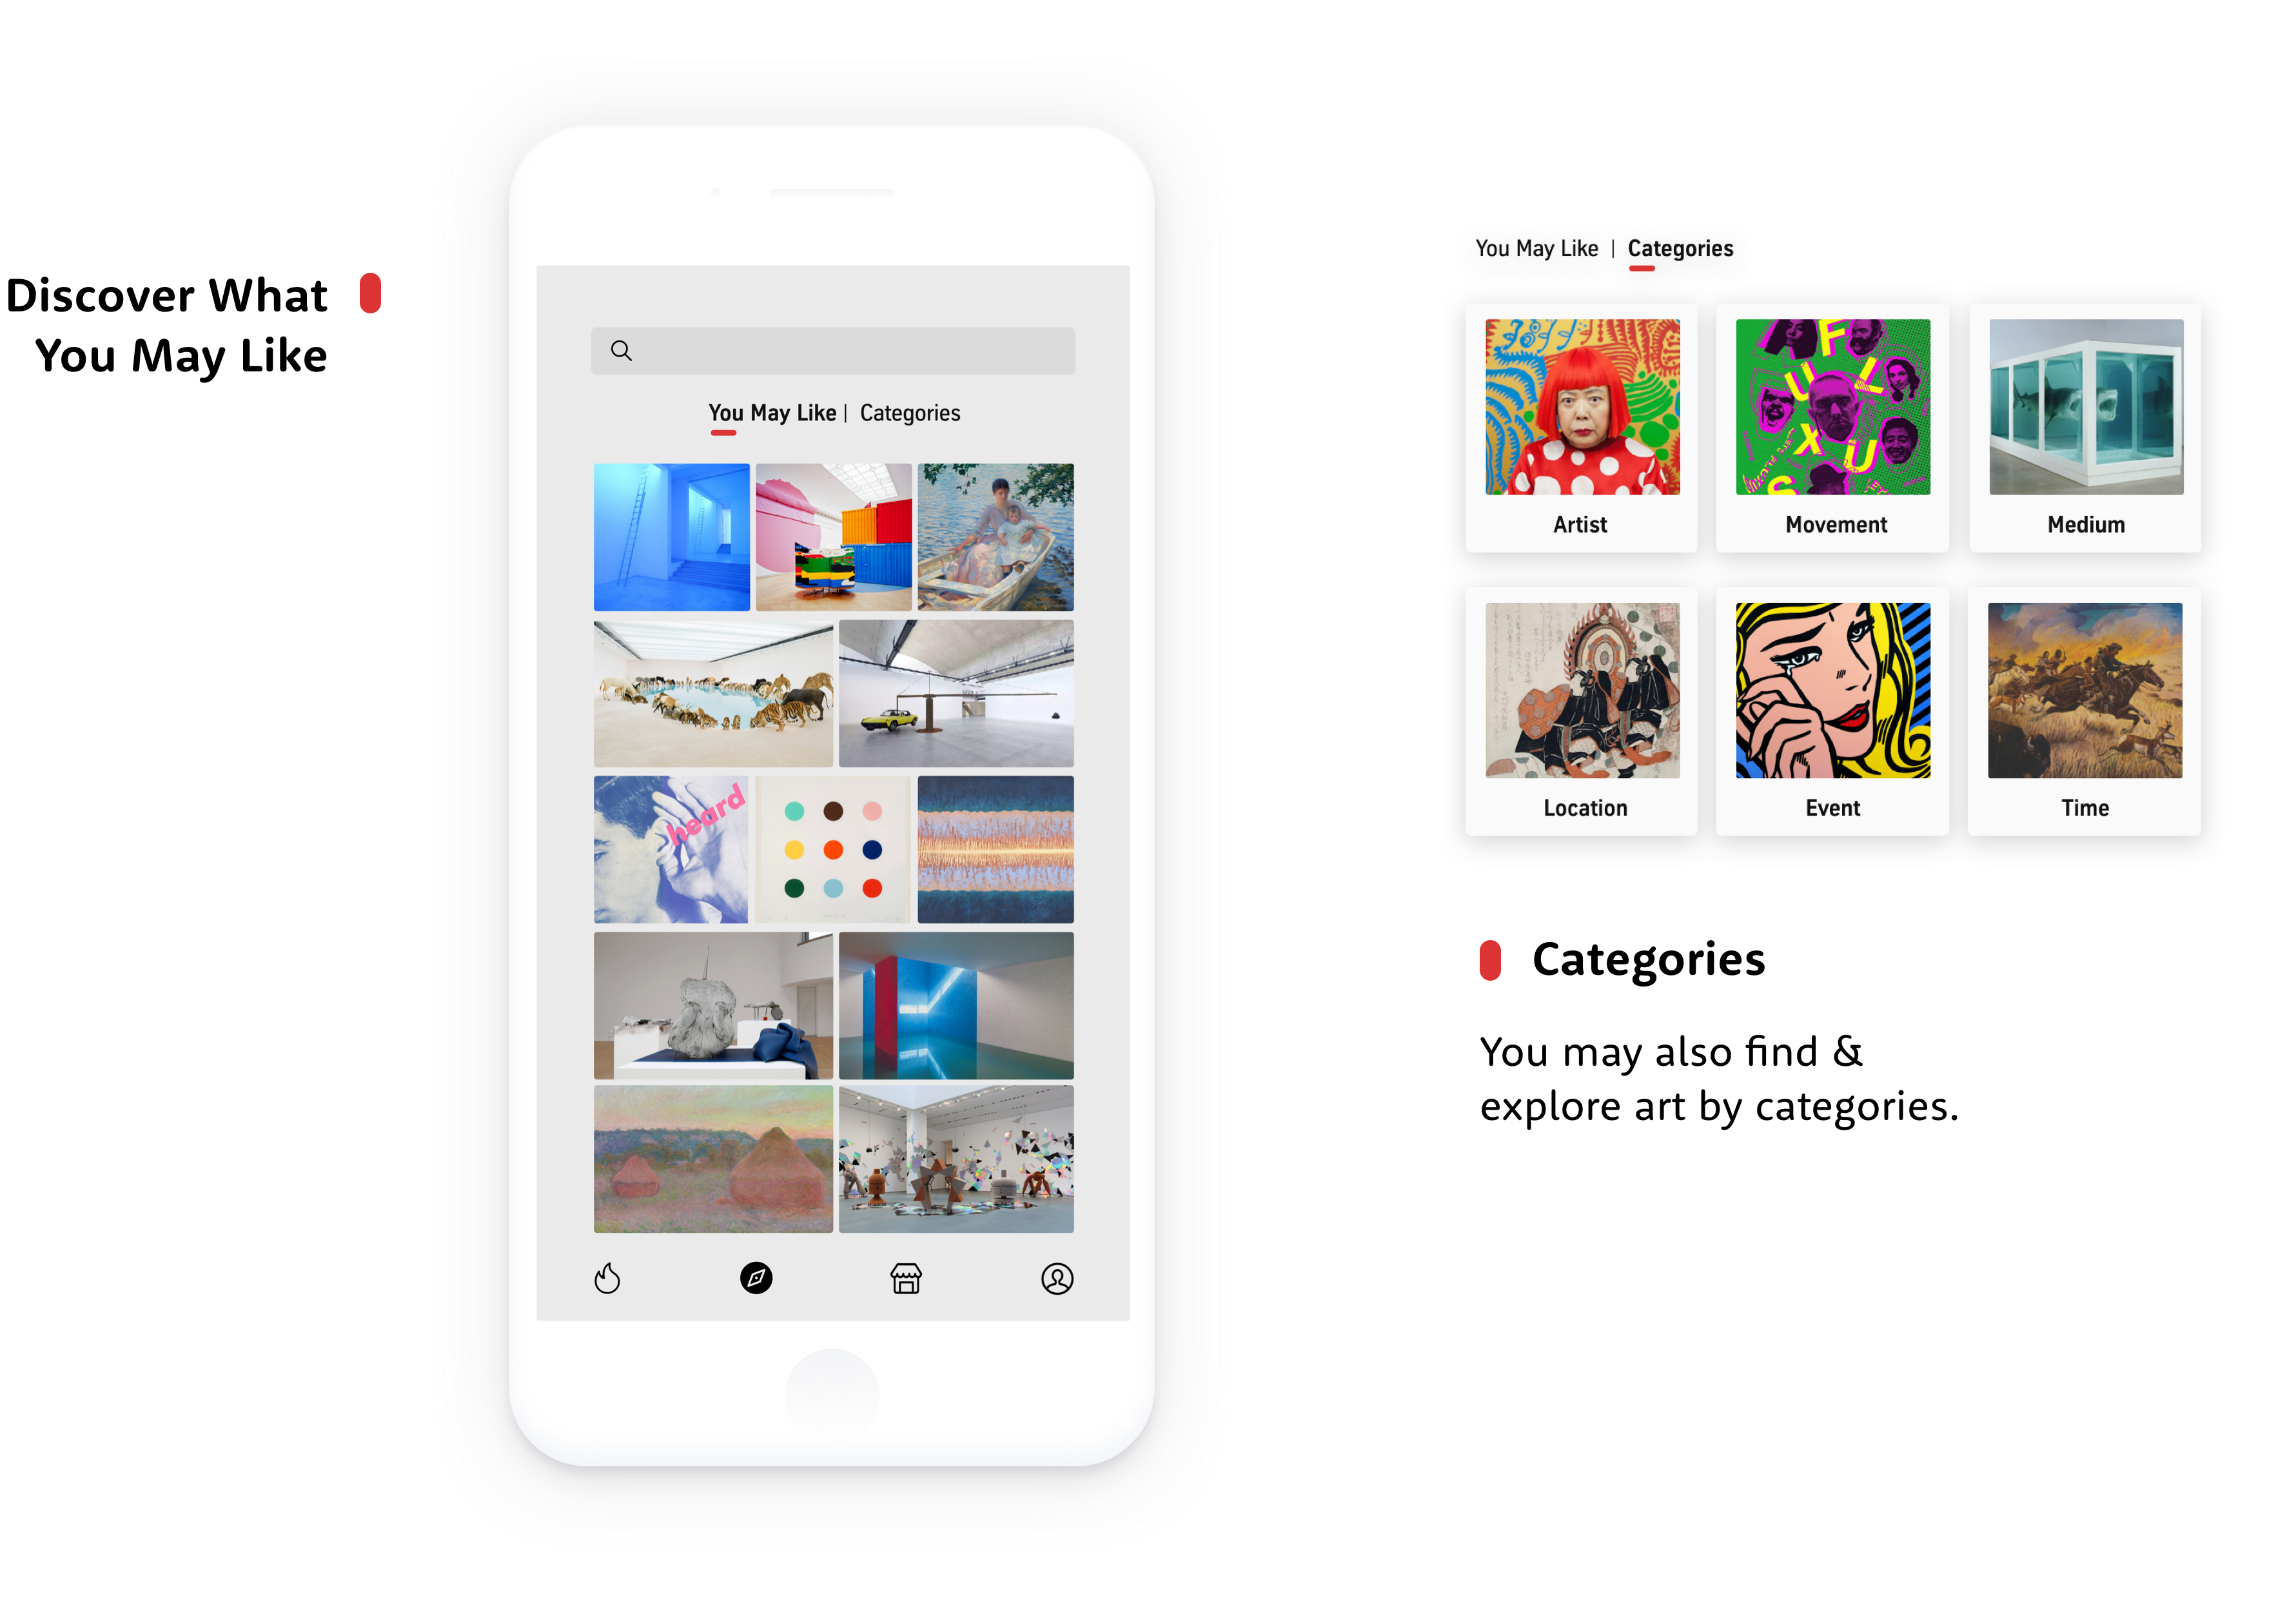 Discover What
You May Like
You May Like | Categories
heard
You May Like | Categories
FLUXUS
Artist
Movement
Medium
Location
Event
Time
Categories
You may also find &
explore art by categories.